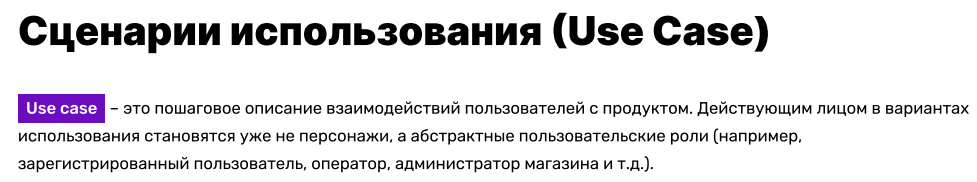 Сценарии использования (Use Case)
Use case – это пошаговое описание взаимодействий пользователей с продуктом. Действующим лицом в вариантах
использования становятся уже не персонажи, а абстрактные пользовательские роли (например,
зарегистрированный пользователь, оператор, администратор магазина и т.д.).